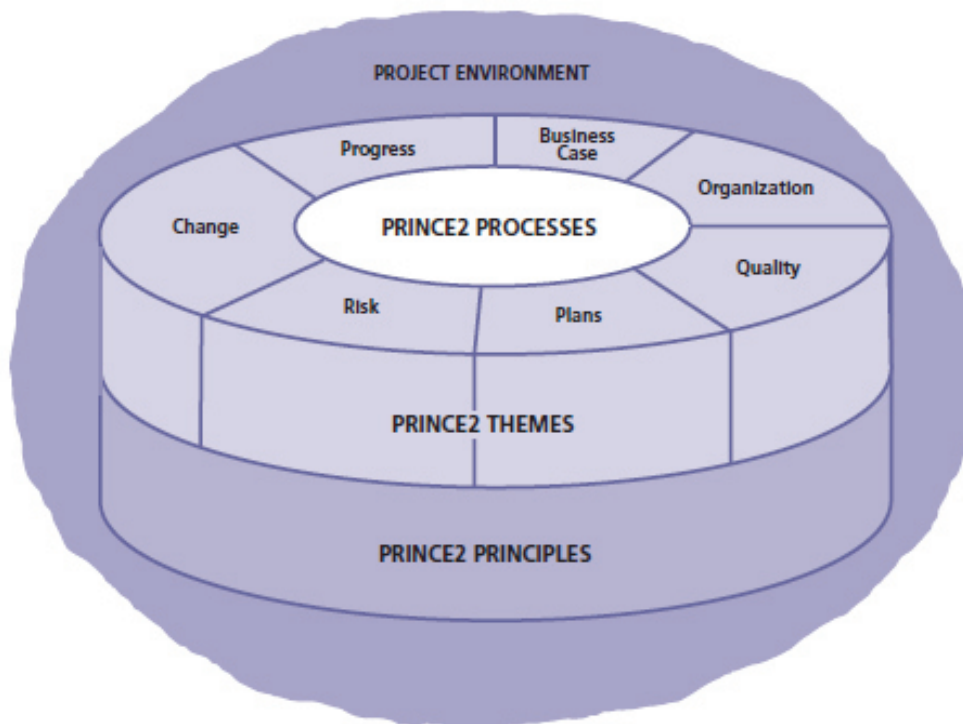 PROJECT ENVIRONMENT
Progress
Business
Case
Organization
Change
PRINCE2 PROCESSES
Quality
Risk
Plans
PRINCE2 THEMES
PRINCE2 PRINCIPLES